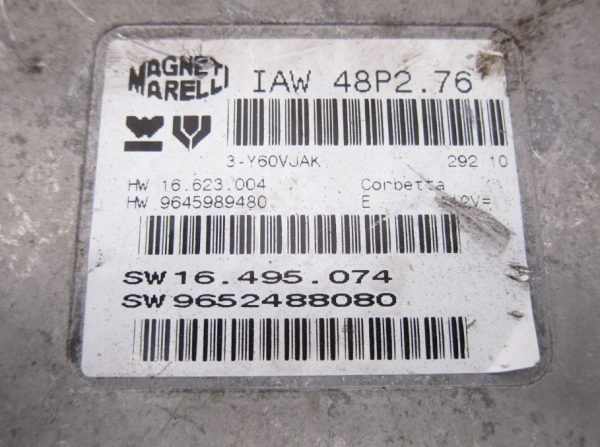 MAGNETI
MARELLI
IAW 48P2.76
3-Y60VJAK 292 10
HW 16.623.004 Corbetta
HW 9645989480 E 12V=
SW 16.495.074
SW 9652488080